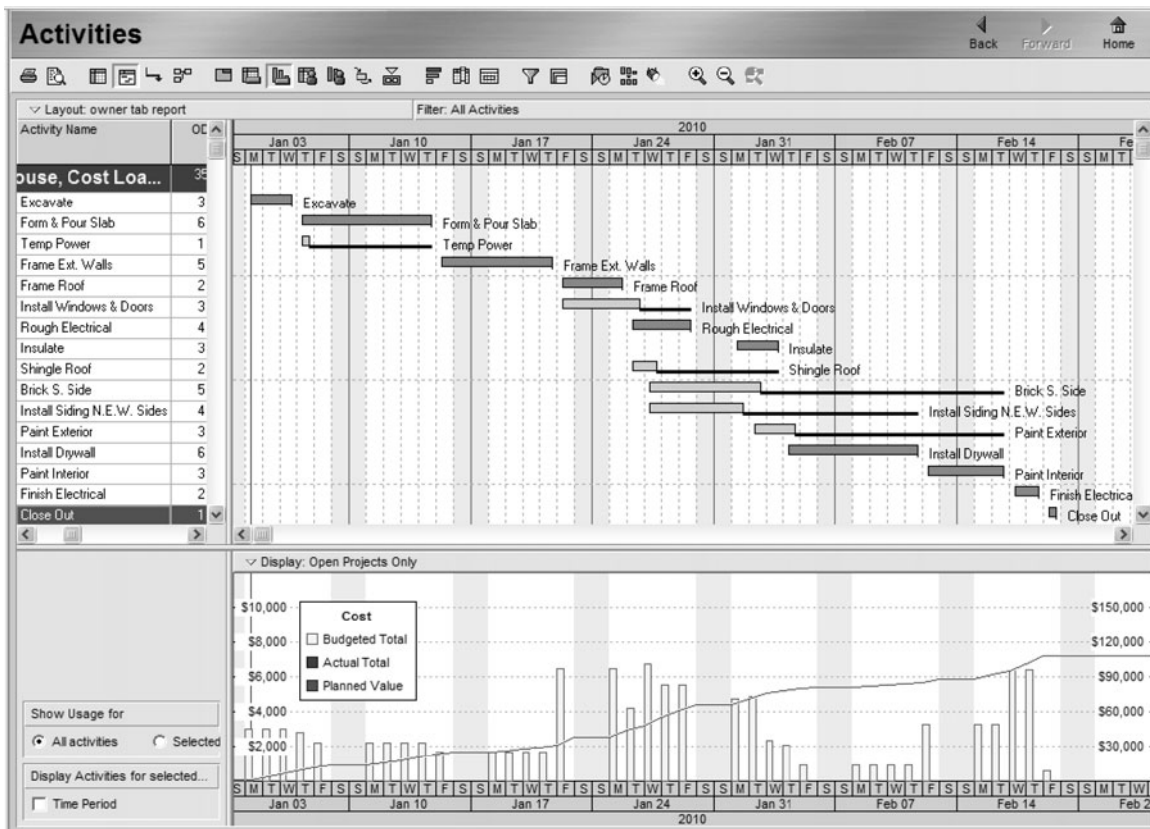 Activities
Back Forward Home
Layout: owner tab report Filter: All Activities
Activity Name OD
2010
Jan 03 Jan 10 Jan 17 Jan 24 Jan 31 Feb 07 Feb 14 Fe
S M T W T F S S M T W T F S S M T W T F S S M T W T F S S M T W T F S S M T W T F S S M T W T F S S M T
ouse, Cost Loa... 35
Excavate 3 Excavate
Form & Pour Slab 6 Form & Pour Slab
Temp Power 1 Temp Power
Frame Ext. Walls 5 Frame Ext. Walls
Frame Roof 2 Frame Roof
Install Windows & Doors 3 Install Windows & Doors
Rough Electrical 4 Rough Electrical
Insulate 3 Insulate
Shingle Roof 2 Shingle Roof
Brick S. Side 5 Brick S. Side
Install Siding N.E.W. Sides 4 Install Siding N.E.W. Sides
Paint Exterior 3 Paint Exterior
Install Drywall 6 Install Drywall
Paint Interior 3 Paint Interior
Finish Electrical 2 Finish Electrica
Close Out 1 Close Out
Display: Open Projects Only
$10,000 $150,000
Cost
Budgeted Total
$8,000 $120,000
Actual Total
$6,000 $90,000
Planned Value
$4,000 $60,000
$2,000 $30,000
Show Usage for
All activities Selected
Display Activities for selected...
Time Period
S M T W T F S S M T W T F S S M T W T F S S M T W T F S S M T W T F S S M T W T F S S M T W T F S S M T W T
Jan 03 Jan 10 Jan 17 Jan 24 Jan 31 Feb 07 Feb 14 Feb 2
2010